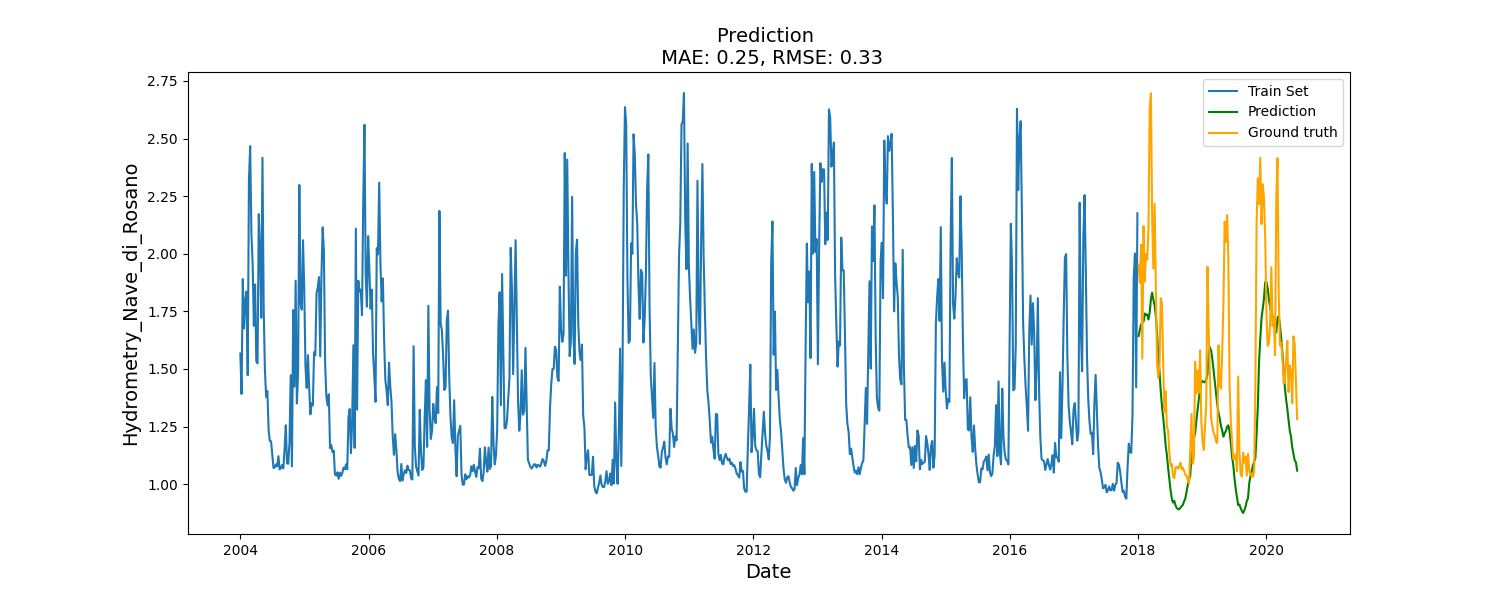 Prediction
MAE: 0.25, RMSE: 0.33
2.75
2.50
2.25
2.00
1.75
1.50
1.25
1.00
Hydrometry_Nave_di_Rosano
Train Set
Prediction
Ground truth
2004 2006 2008 2010 2012 2014 2016 2018 2020
Date